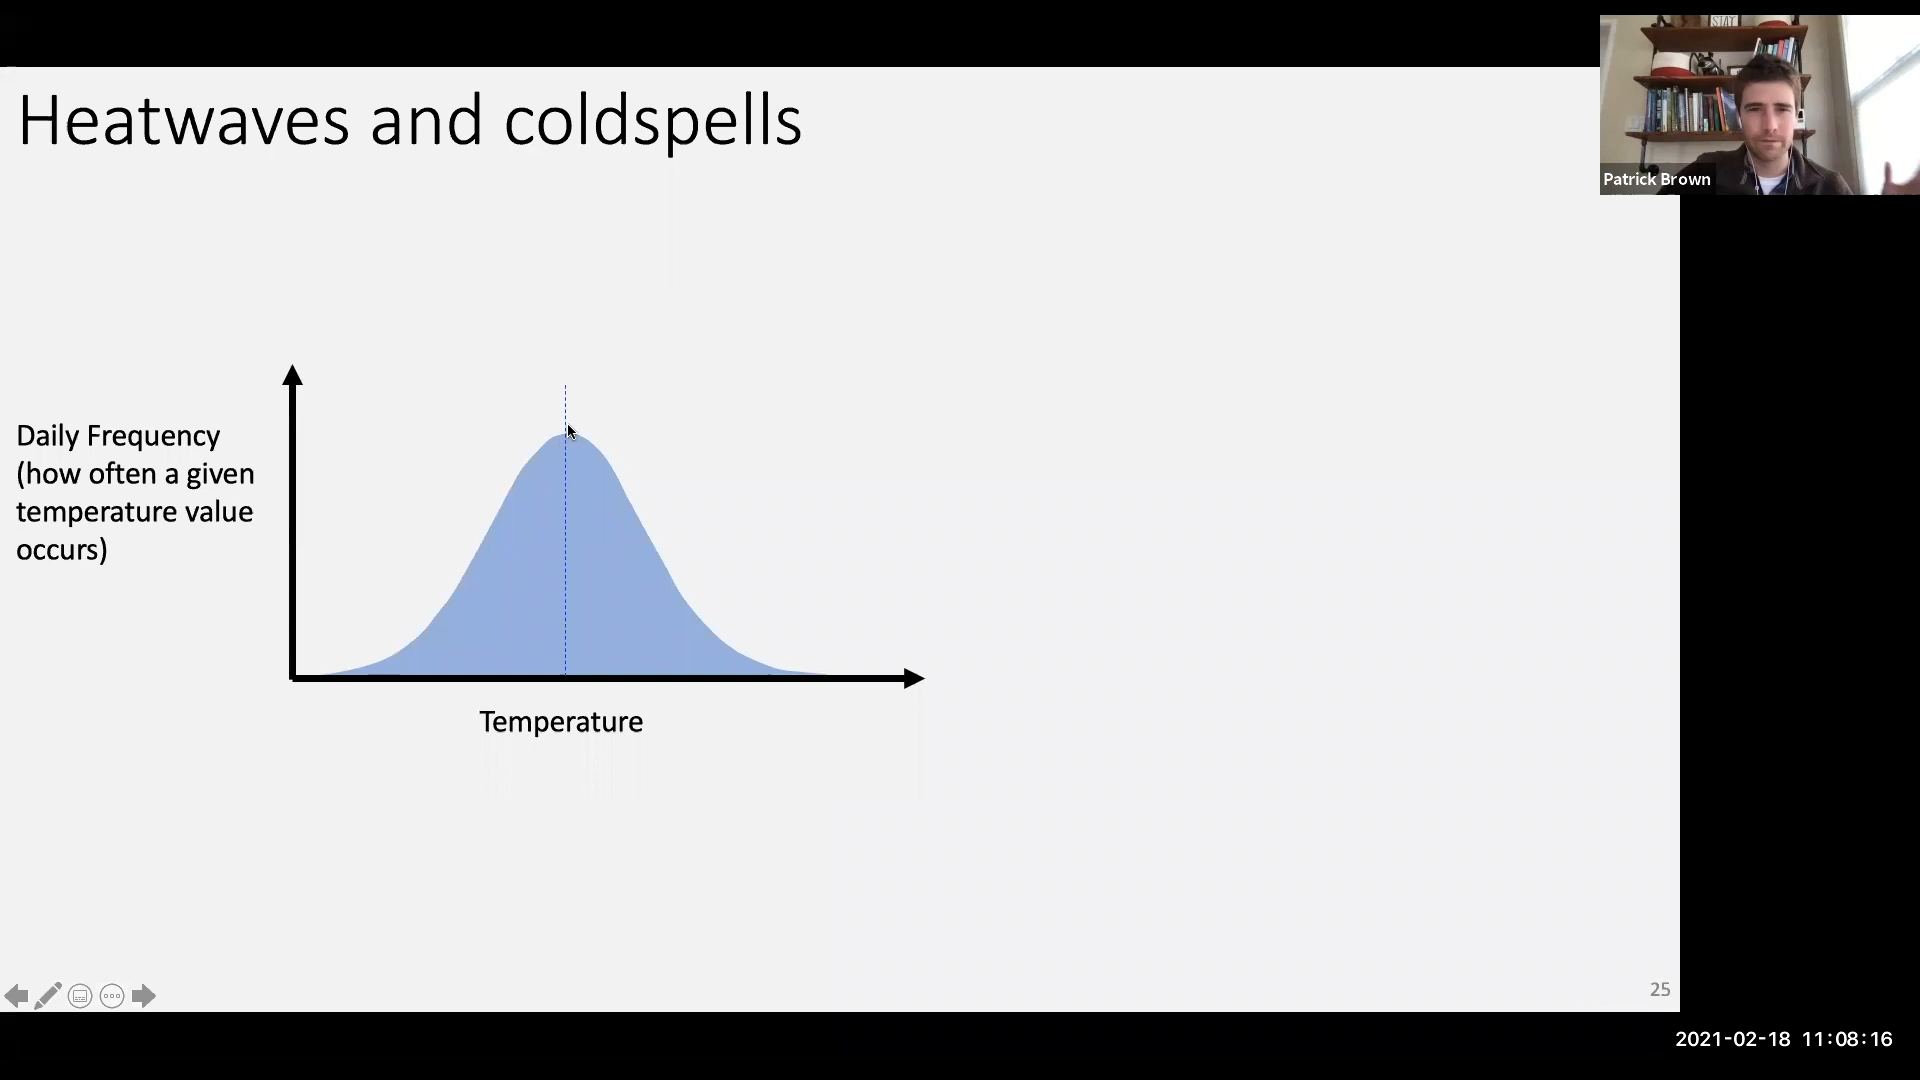 STAY
Patrick Brown
Heatwaves and coldspells
Daily Frequency
(how often a given
temperature value
occurs)
Temperature
25
2021-02-18 11:08:16